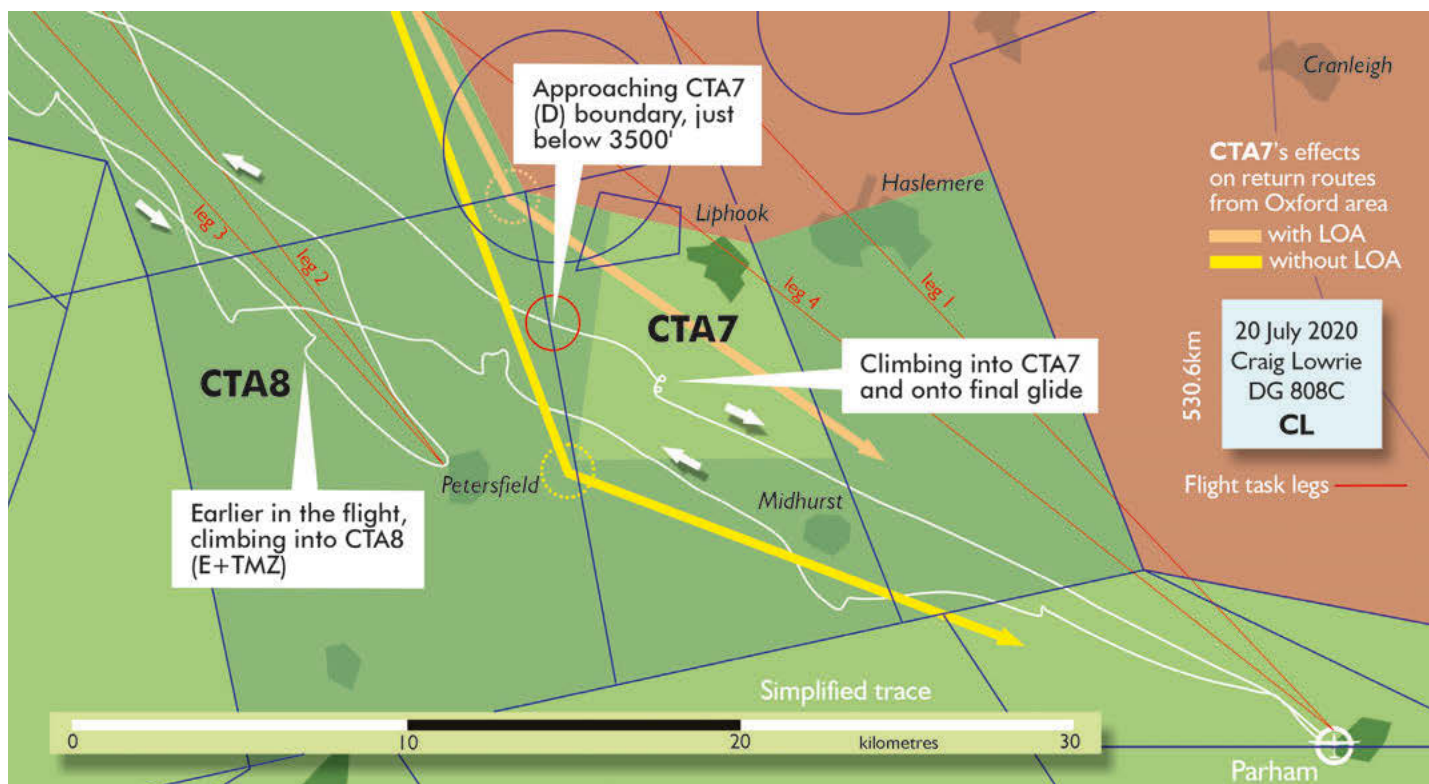 Cranleigh
Approaching CTA7
(D) boundary, just
below 3500'
CTA7's effects
on return routes
from Oxford area
with LOA
without LOA
Haslemere
Liphook
leg 3
leg 2
leg 4
leg 1
CTA7
CTA8
Climbing into CTA7
and onto final glide
530.6km
20 July 2020
Craig Lowrie
DG 808C
CL
Flight task legs
Petersfield
Midhurst
Earlier in the flight,
climbing into CTA8
(E+TMZ)
Simplified trace
0 10 20 kilometres 30
Parham